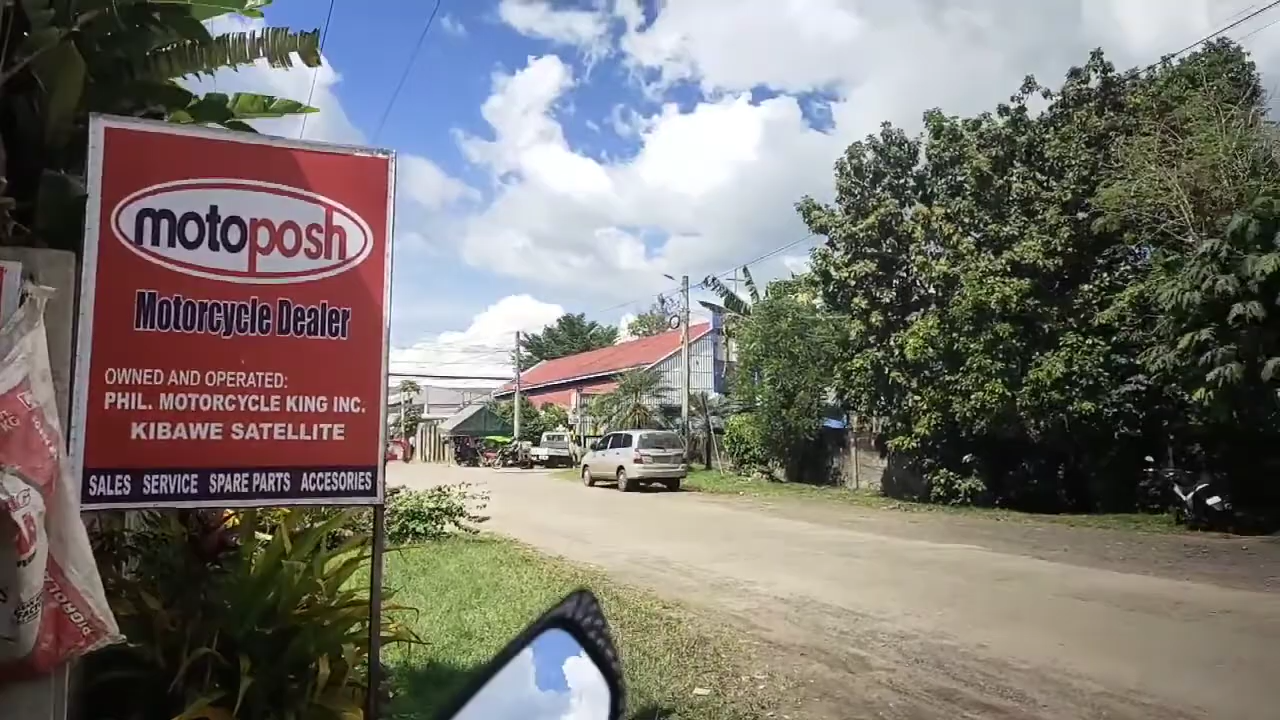 motoposh
Motorcycle Dealer
OWNED AND OPERATED:
PHIL. MOTORCYCLE KING INC.
KIBAWE SATELLITE
SALES SERVICE SPARE PARTS ACCESORIES